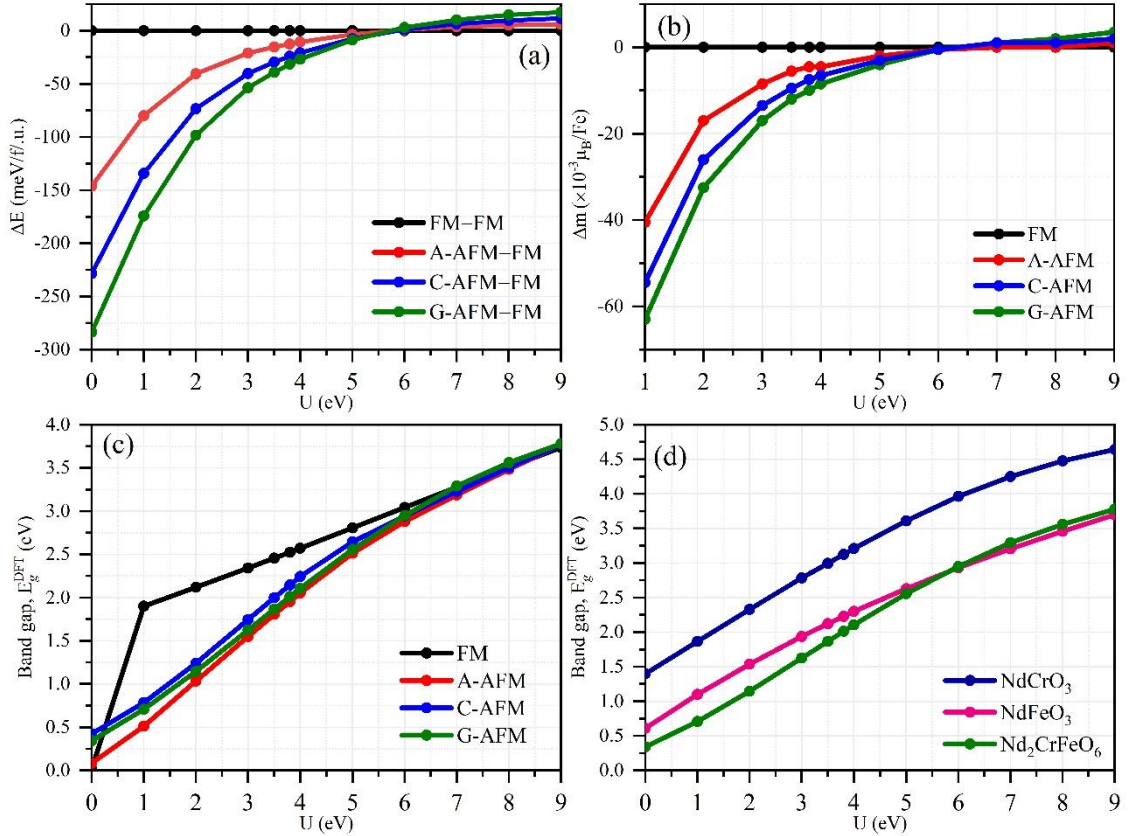 0
-50
-100
-150
-200
-250
-300
ΔE (meV/f/.u.)
(a)
FM–FM
A-AFM–FM
C-AFM–FM
G-AFM–FM
0 1 2 3 4 5 6 7 8 9
U (eV)
0
-20
-40
-60
Δm (×10⁻³μ_B/Fe)
(b)
FM
A-AFM
C-AFM
G-AFM
1 2 3 4 5 6 7 8 9
U (eV)
4.0
3.5
3.0
2.5
2.0
1.5
1.0
0.5
0.0
Band gap, E_g^DFT (eV)
(c)
FM
A-AFM
C-AFM
G-AFM
0 1 2 3 4 5 6 7 8 9
U (eV)
5.0
4.5
4.0
3.5
3.0
2.5
2.0
1.5
1.0
0.5
0.0
Band gap, E_g^DFT (eV)
(d)
NdCrO₃
NdFeO₃
Nd₂CrFeO₆
0 1 2 3 4 5 6 7 8 9
U (eV)